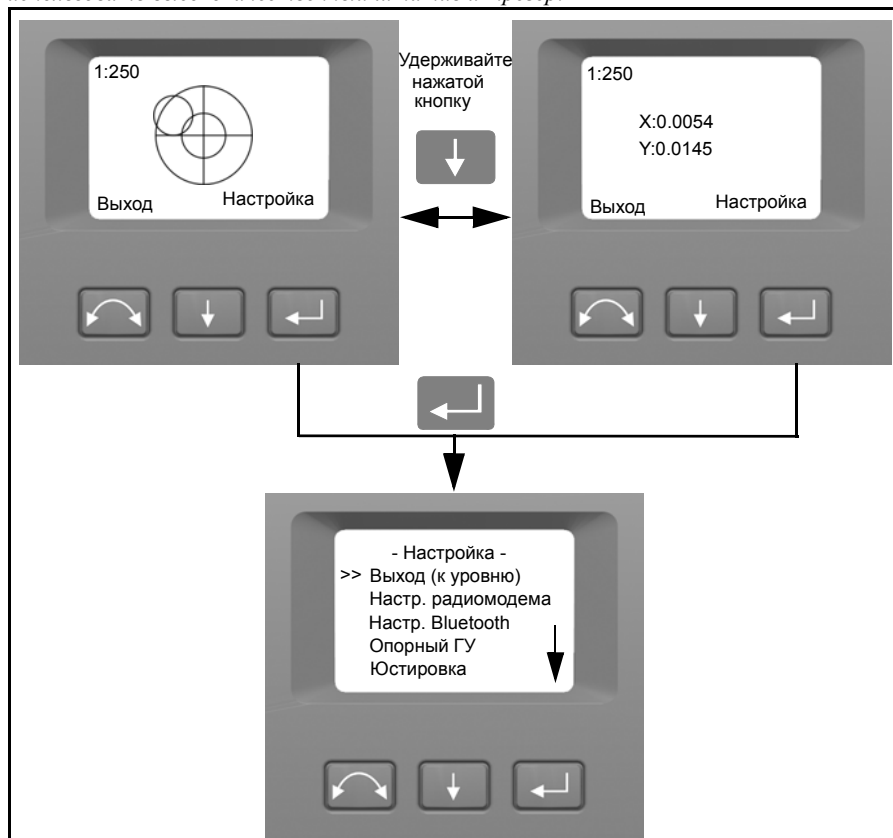 1:250
Выход
Настройка
Удерживайте
нажатой
кнопку
1:250
X:0.0054
Y:0.0145
Выход
Настройка
- Настройка -
>> Выход (к уровню)
Настр. радиомодема
Настр. Bluetooth
Опорный ГУ
Юстировка